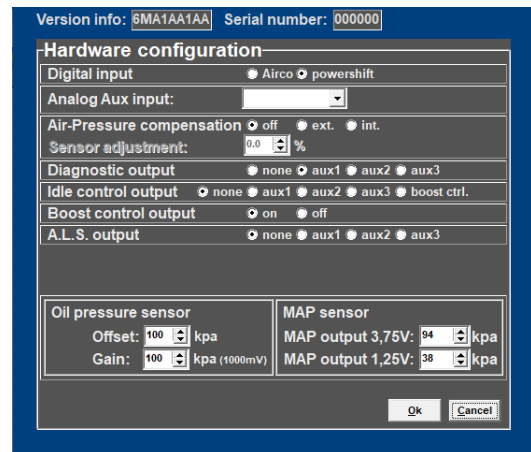 Version info: 6MA1AA1AA Serial number: 000000
Hardware configuration
Digital input Airco powershift
Analog Aux input:
Air-Pressure compensation off ext. int.
Sensor adjustment: 0.0 %
Diagnostic output none aux1 aux2 aux3
Idle control output none aux1 aux2 aux3 boost ctrl.
Boost control output on off
A.L.S. output none aux1 aux2 aux3
Oil pressure sensor
Offset: 100 kpa
Gain: 100 kpa (1000mV)
MAP sensor
MAP output 3,75V: 94 kpa
MAP output 1,25V: 38 kpa
Ok Cancel